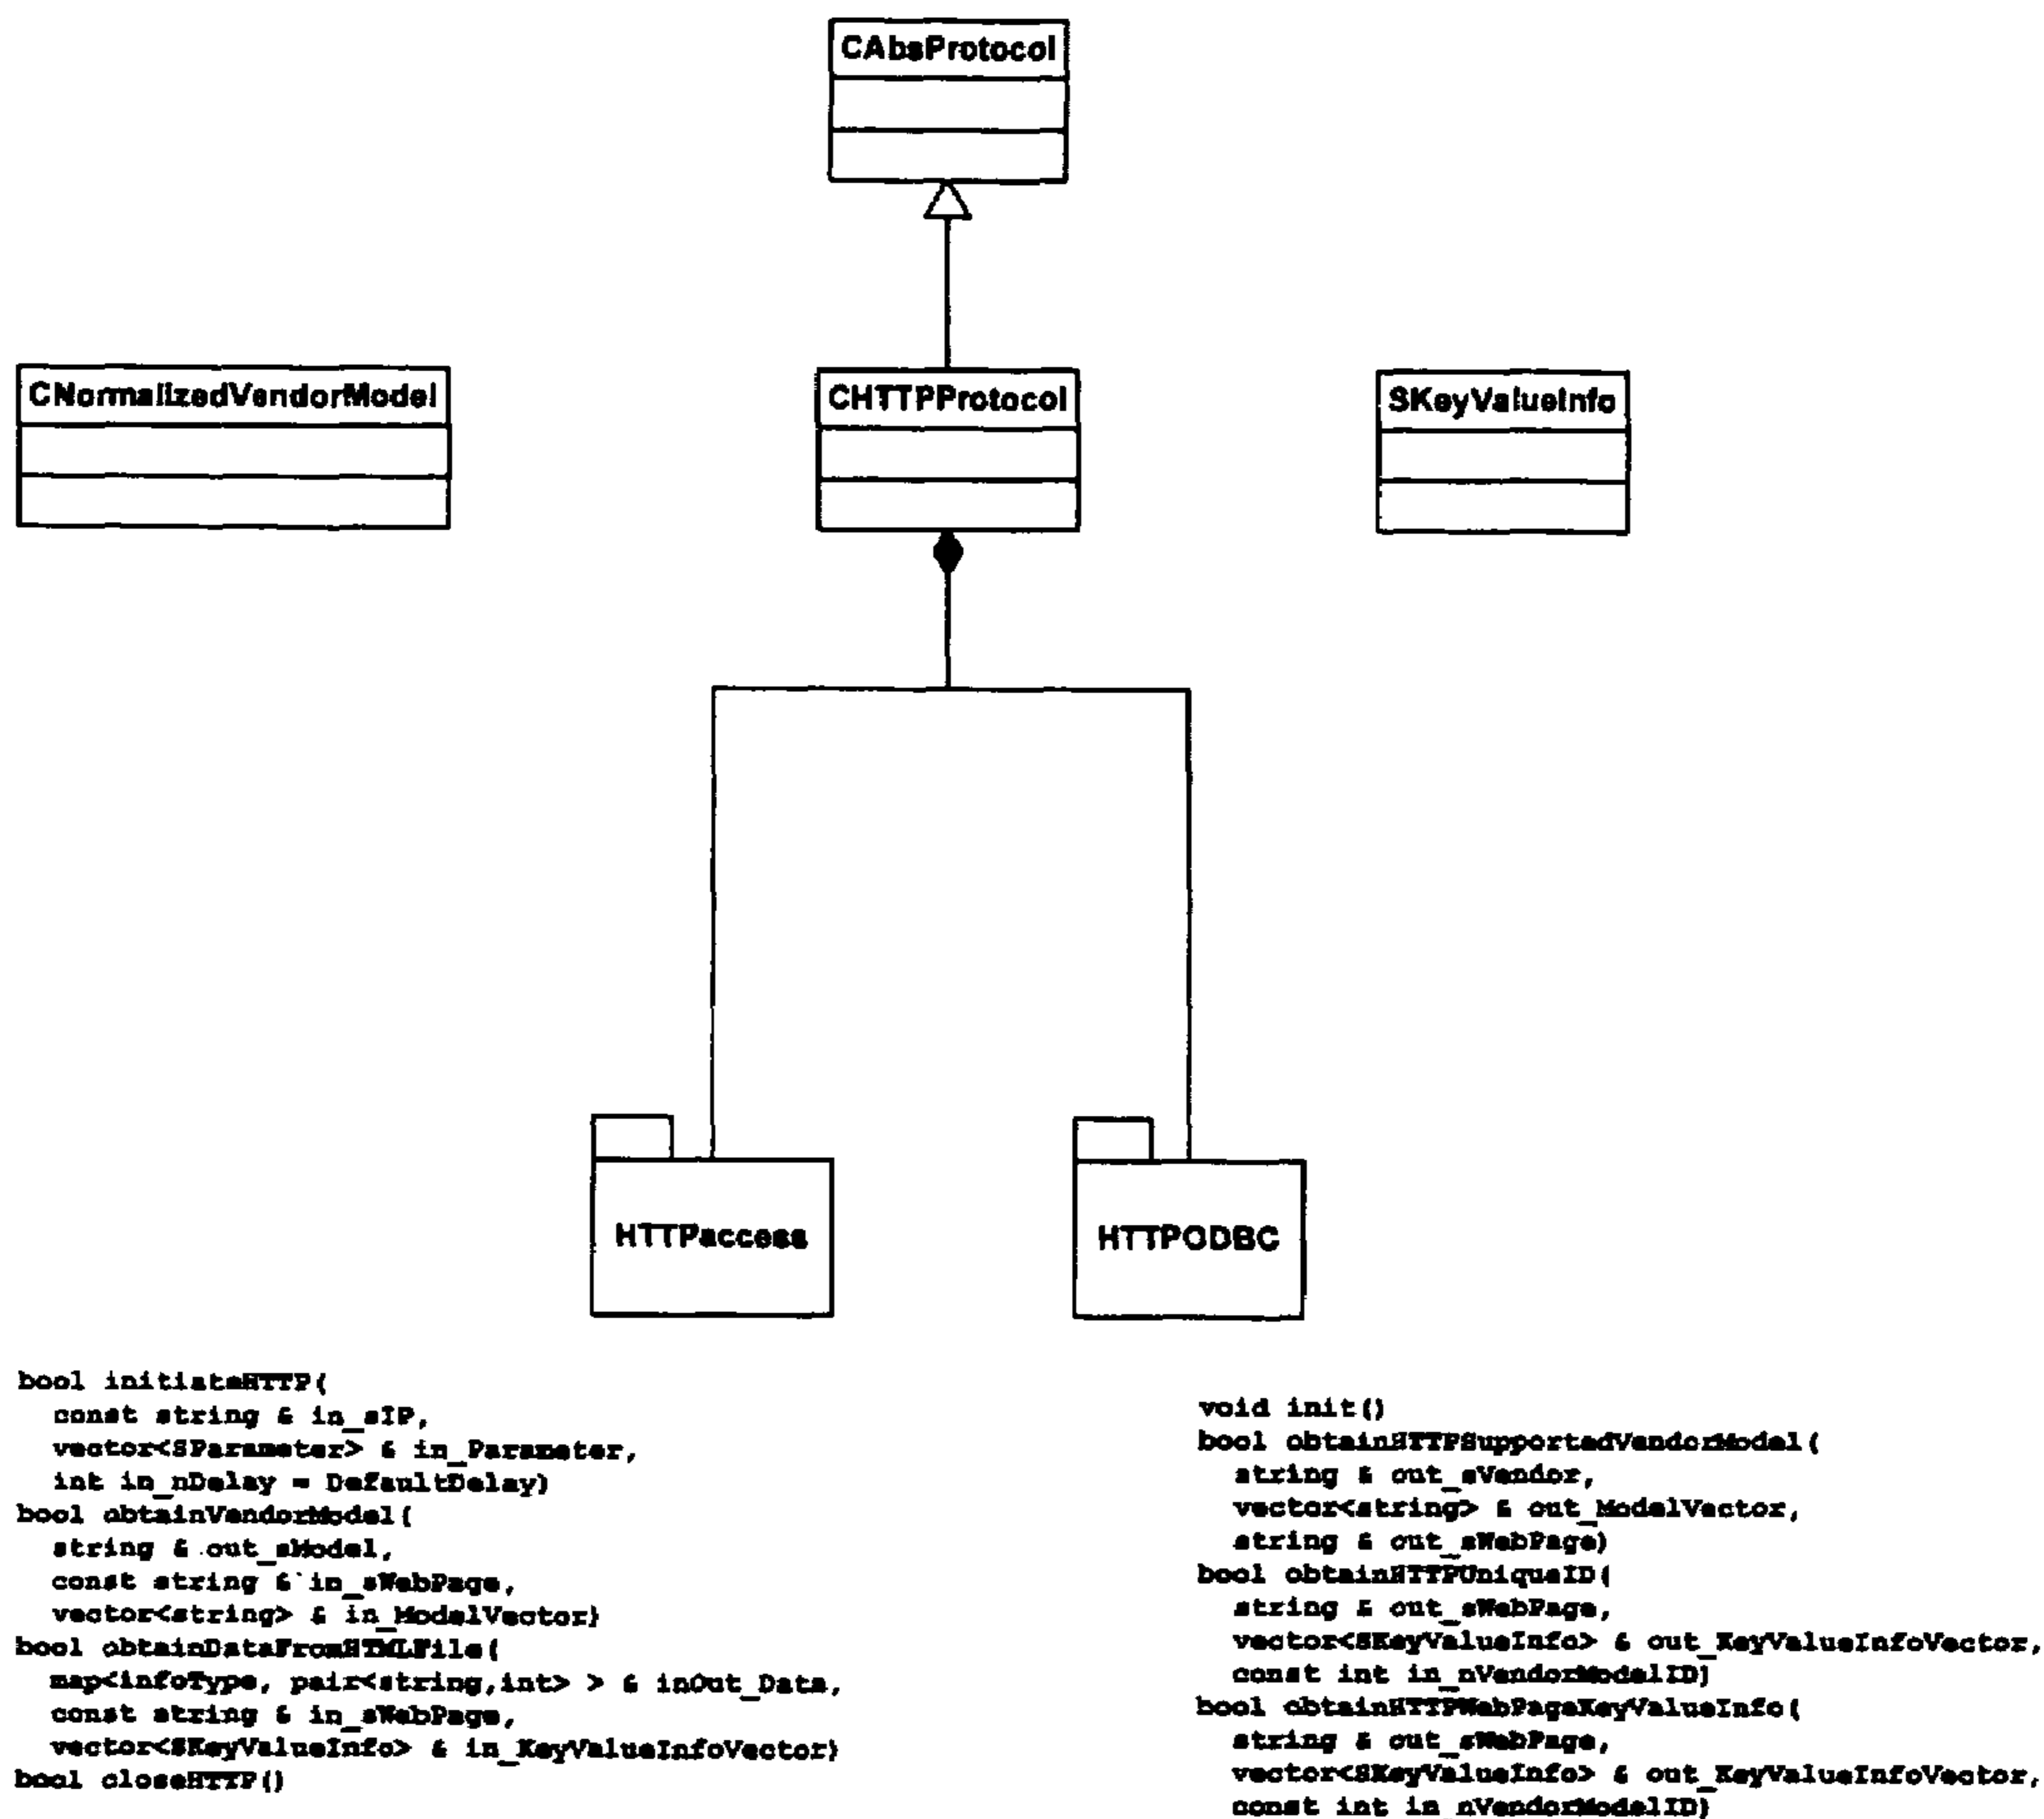 CAbsProtocol
CNormalizedVendorModel
CHTTPProtocol
SKeyValueInfo
HTTPaccess
HTTPODBC
bool initiateHTTP(
const string & in_sIP,
vector<SParameter> & in_Parameter,
int in_nDelay = DefaultDelay)
bool obtainVendorModel(
string & out_sModel,
const string & in_sWebPage,
vector<string> & in_ModelVector)
bool obtainDataFromHTMLFile(
map<infoType, pair<string,int> > & inOut_Data,
const string & in_sWebPage,
vector<SKeyValueInfo> & in_KeyValueInfoVector)
bool closeHTTP()
void init()
bool obtainHTTPSupportedVendorModel(
string & out_sVendor,
vector<string> & out_ModelVector,
string & out_sWebPage)
bool obtainHTTPUniqueID(
string & out_sWebPage,
vector<SKeyValueInfo> & out_KeyValueInfoVector,
const int in_nVendorModelID)
bool obtainHTTPWebPageKeyValueInfo(
string & out_sWebPage,
vector<SKeyValueInfo> & out_KeyValueInfoVector,
const int in_nVendorModelID)